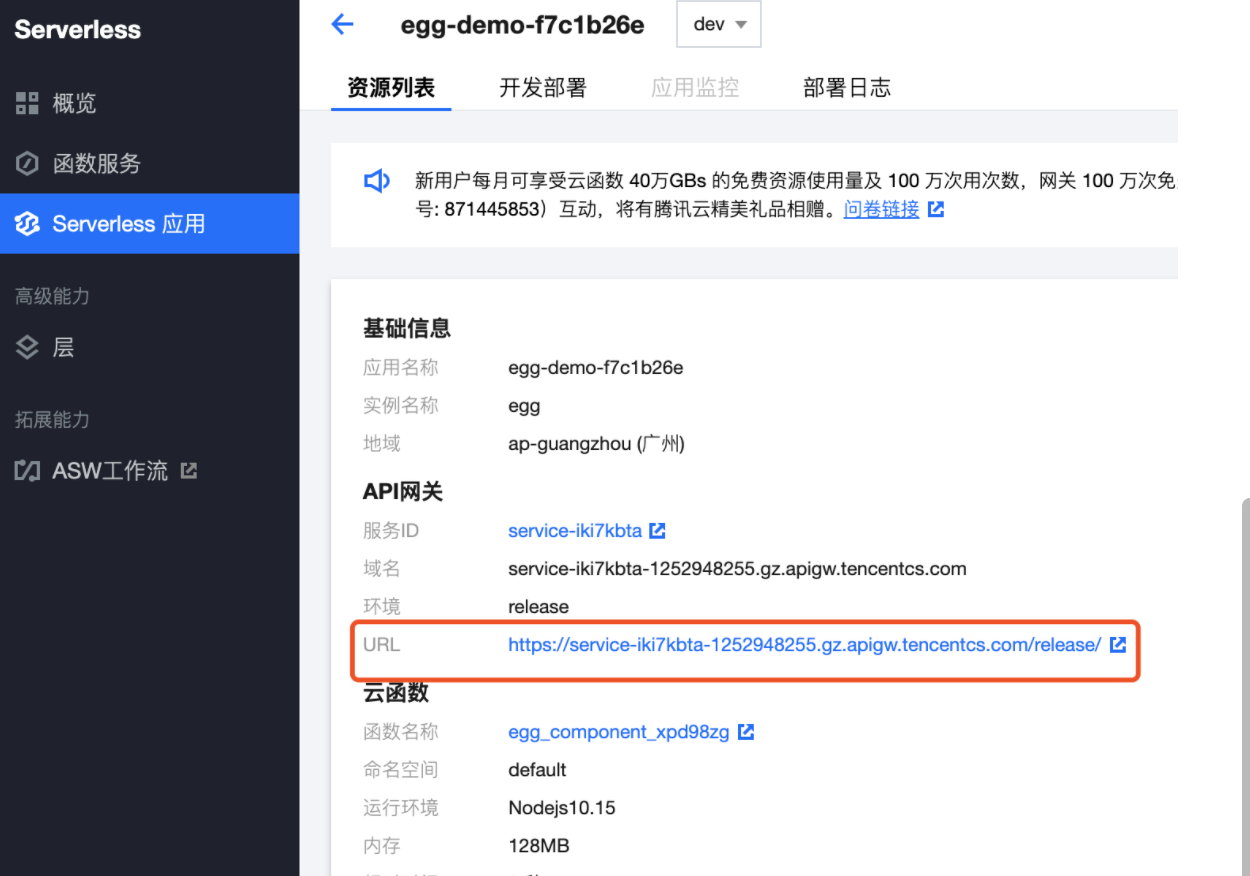 Serverless
概览
函数服务
Serverless 应用
高级能力
层
拓展能力
ASW工作流
egg-demo-f7c1b26e
dev
资源列表 开发部署 应用监控 部署日志
新用户每月可享受云函数 40万GBs 的免费资源使用量及 100 万次用次数，网关 100 万次免
号: 871445853）互动，将有腾讯云精美礼品相赠。问卷链接
基础信息
应用名称 egg-demo-f7c1b26e
实例名称 egg
地域 ap-guangzhou (广州)
API网关
服务ID service-iki7kbta
域名 service-iki7kbta-1252948255.gz.apigw.tencentcs.com
环境 release
URL https://service-iki7kbta-1252948255.gz.apigw.tencentcs.com/release/
云函数
函数名称 egg_component_xpd98zg
命名空间 default
运行环境 Nodejs10.15
内存 128MB